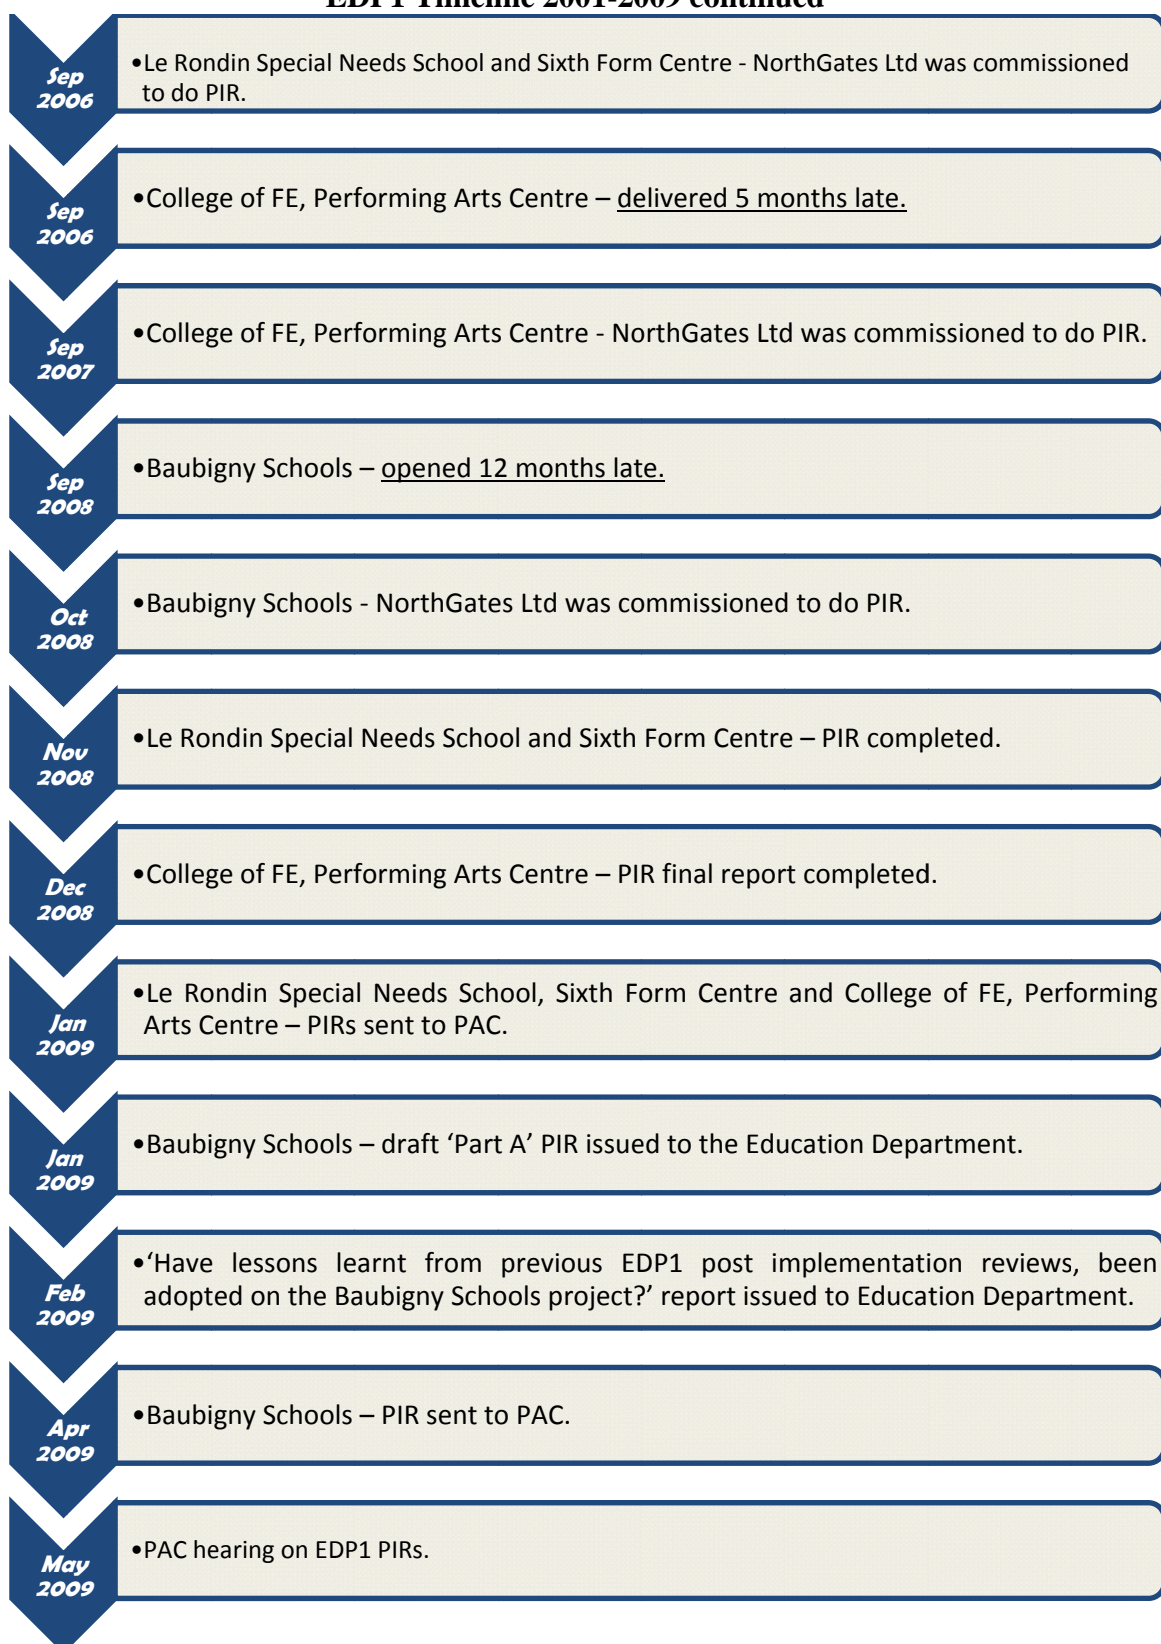 EDP1 Timeline 2001-2009 continued
Sep
2006
•Le Rondin Special Needs School and Sixth Form Centre - NorthGates Ltd was commissioned
to do PIR.
Sep
2006
•College of FE, Performing Arts Centre – delivered 5 months late.
Sep
2007
•College of FE, Performing Arts Centre - NorthGates Ltd was commissioned to do PIR.
Sep
2008
•Baubigny Schools – opened 12 months late.
Oct
2008
•Baubigny Schools - NorthGates Ltd was commissioned to do PIR.
Nov
2008
•Le Rondin Special Needs School and Sixth Form Centre – PIR completed.
Dec
2008
•College of FE, Performing Arts Centre – PIR final report completed.
Jan
2009
•Le Rondin Special Needs School, Sixth Form Centre and College of FE, Performing
Arts Centre – PIRs sent to PAC.
Jan
2009
•Baubigny Schools – draft ‘Part A’ PIR issued to the Education Department.
Feb
2009
•‘Have lessons learnt from previous EDP1 post implementation reviews, been
adopted on the Baubigny Schools project?’ report issued to Education Department.
Apr
2009
•Baubigny Schools – PIR sent to PAC.
May
2009
•PAC hearing on EDP1 PIRs.